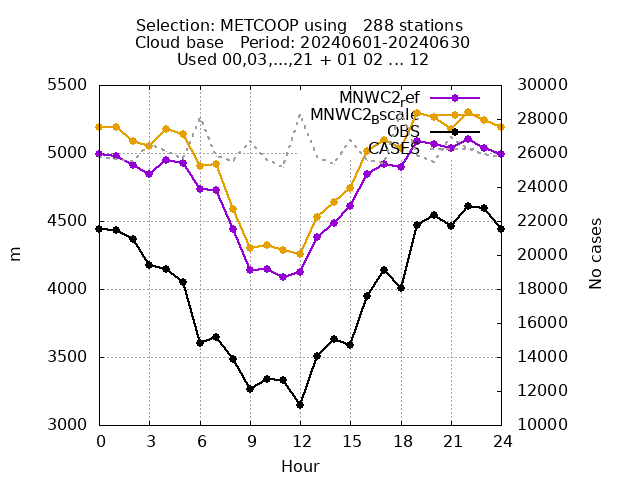 Selection: METCOOP using   288 stations
Cloud base   Period: 20240601-20240630
Used 00,03,...,21 + 01 02 ... 12
5500 30000
MNWC2_ref
28000
MNWC2_Bscale
OBS
5000 CASES 26000
24000
4500 22000
m No cases
20000
4000 18000
16000
3500 14000
12000
3000 10000
0 3 6 9 12 15 18 21 24
Hour